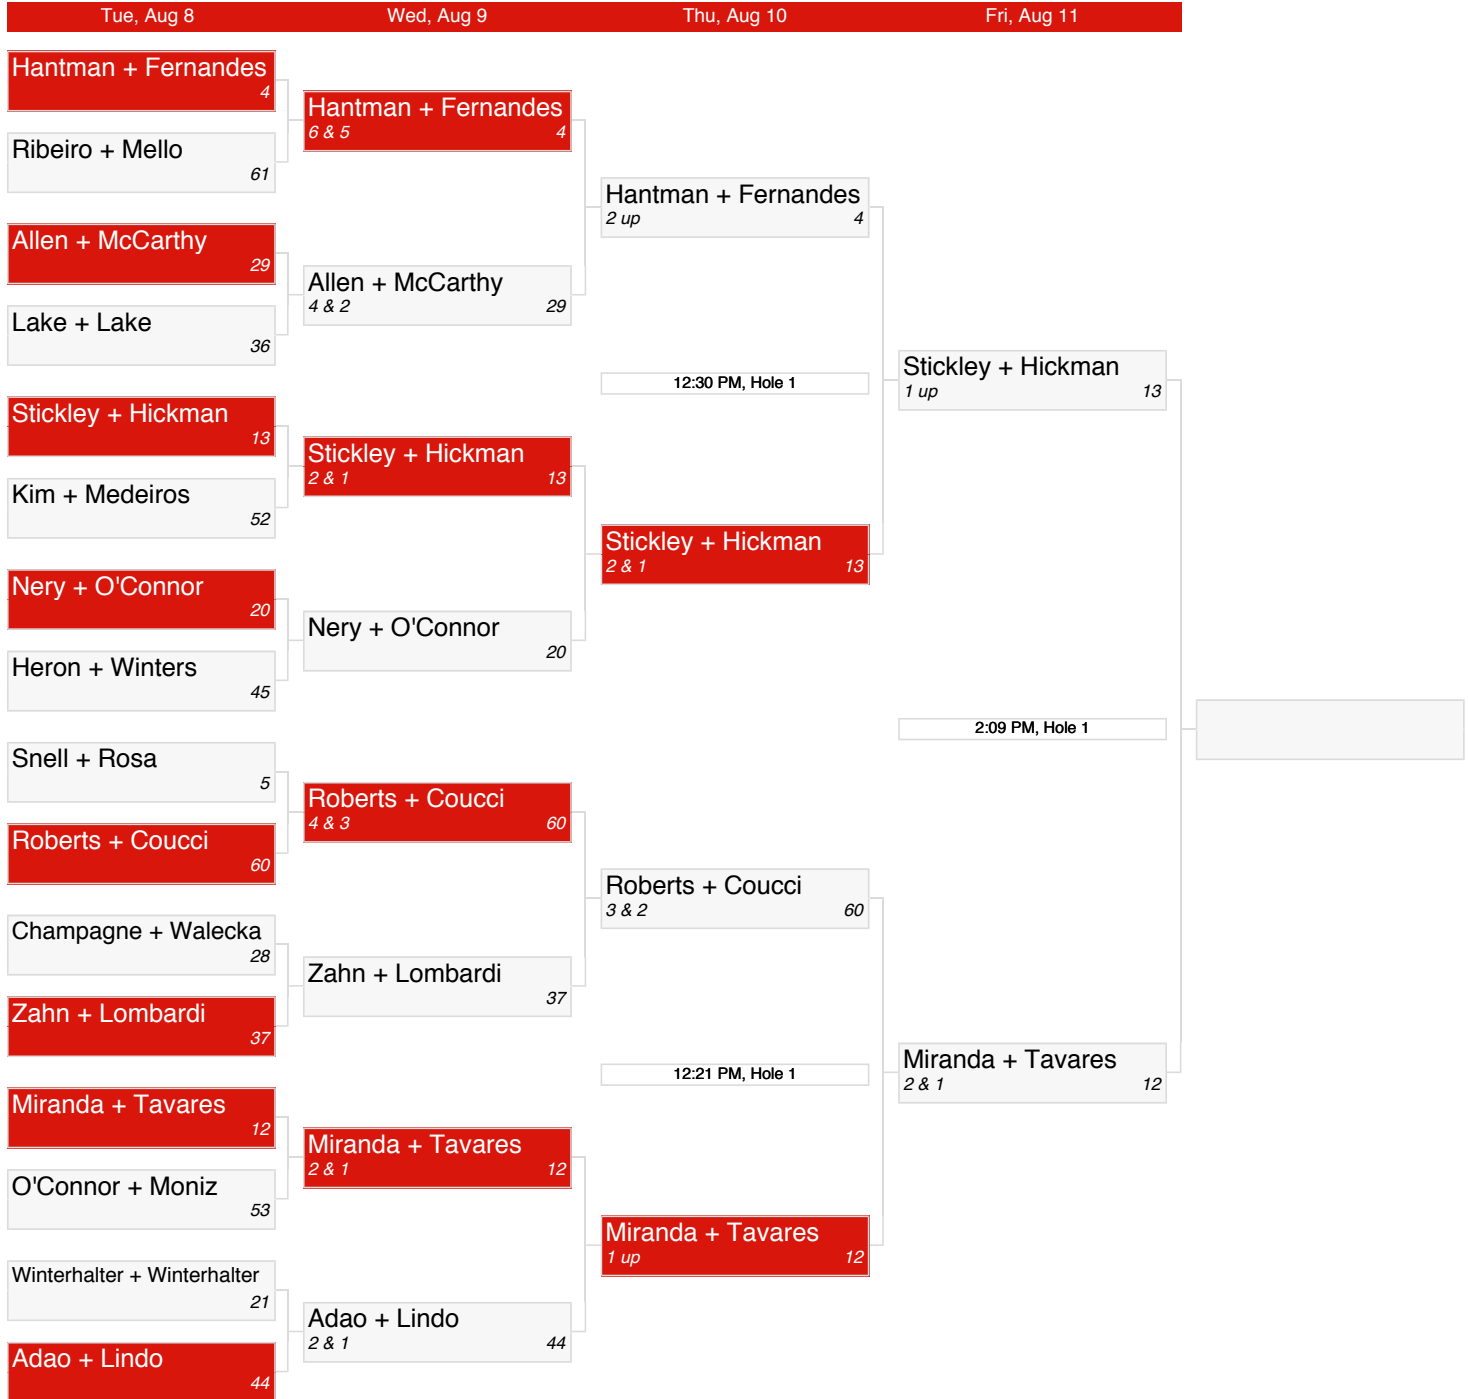 Tue, Aug 8
Wed, Aug 9
Thu, Aug 10
Fri, Aug 11
Hantman + Fernandes
4
Ribeiro + Mello
61
Allen + McCarthy
29
Lake + Lake
36
Stickley + Hickman
13
Kim + Medeiros
52
Nery + O'Connor
20
Heron + Winters
45
Snell + Rosa
5
Roberts + Coucci
60
Champagne + Walecka
28
Zahn + Lombardi
37
Miranda + Tavares
12
O'Connor + Moniz
53
Winterhalter + Winterhalter
21
Adao + Lindo
44
Hantman + Fernandes
6 & 5 4
Allen + McCarthy
4 & 2 29
Stickley + Hickman
2 & 1 13
Nery + O'Connor
20
Roberts + Coucci
4 & 3 60
Zahn + Lombardi
37
Miranda + Tavares
2 & 1 12
Adao + Lindo
2 & 1 44
Hantman + Fernandes
2 up 4
12:30 PM, Hole 1
Stickley + Hickman
2 & 1 13
Roberts + Coucci
3 & 2 60
12:21 PM, Hole 1
Miranda + Tavares
1 up 12
Stickley + Hickman
1 up 13
2:09 PM, Hole 1
Miranda + Tavares
2 & 1 12